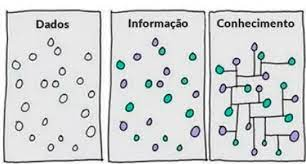 Dados
Informação
Conhecimento